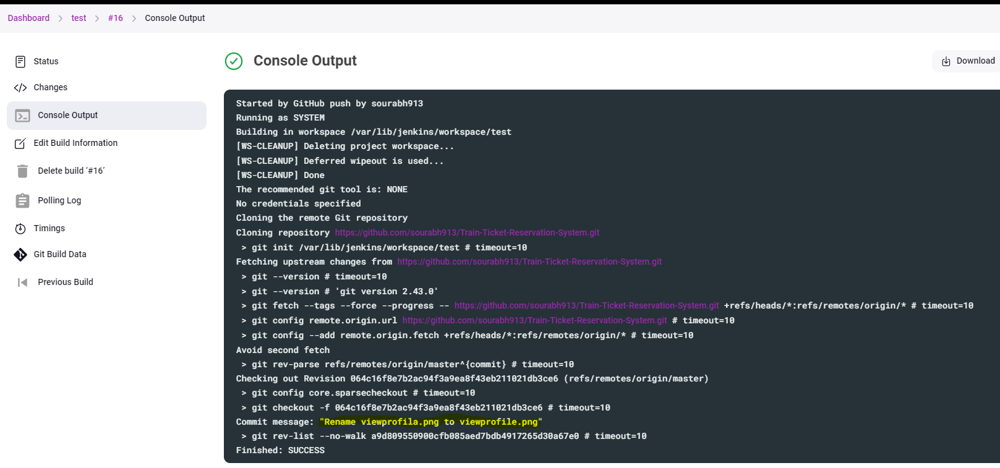 Dashboard > test > #16 > Console Output
Status
Changes
Console Output
Edit Build Information
Delete build ‘#16’
Polling Log
Timings
Git Build Data
Previous Build
Console Output
Download
Started by GitHub push by sourabh913
Running as SYSTEM
Building in workspace /var/lib/jenkins/workspace/test
[WS-CLEANUP] Deleting project workspace...
[WS-CLEANUP] Deferred wipeout is used...
[WS-CLEANUP] Done
The recommended git tool is: NONE
No credentials specified
Cloning the remote Git repository
Cloning repository https://github.com/sourabh913/Train-Ticket-Reservation-System.git
> git init /var/lib/jenkins/workspace/test # timeout=10
Fetching upstream changes from https://github.com/sourabh913/Train-Ticket-Reservation-System.git
> git --version # timeout=10
> git --version # 'git version 2.43.0'
> git fetch --tags --force --progress -- https://github.com/sourabh913/Train-Ticket-Reservation-System.git +refs/heads/*:refs/remotes/origin/* # timeout=10
> git config remote.origin.url https://github.com/sourabh913/Train-Ticket-Reservation-System.git # timeout=10
> git config --add remote.origin.fetch +refs/heads/*:refs/remotes/origin/* # timeout=10
Avoid second fetch
> git rev-parse refs/remotes/origin/master^{commit} # timeout=10
Checking out Revision 064c16f8e7b2ac94f3a9ea8f43eb211021db3ce6 (refs/remotes/origin/master)
> git config core.sparsecheckout # timeout=10
> git checkout -f 064c16f8e7b2ac94f3a9ea8f43eb211021db3ce6 # timeout=10
Commit message: "Rename viewprofila.png to viewprofile.png"
> git rev-list --no-walk a9d809550900cfb085aed7bdb4917265d30a67e0 # timeout=10
Finished: SUCCESS